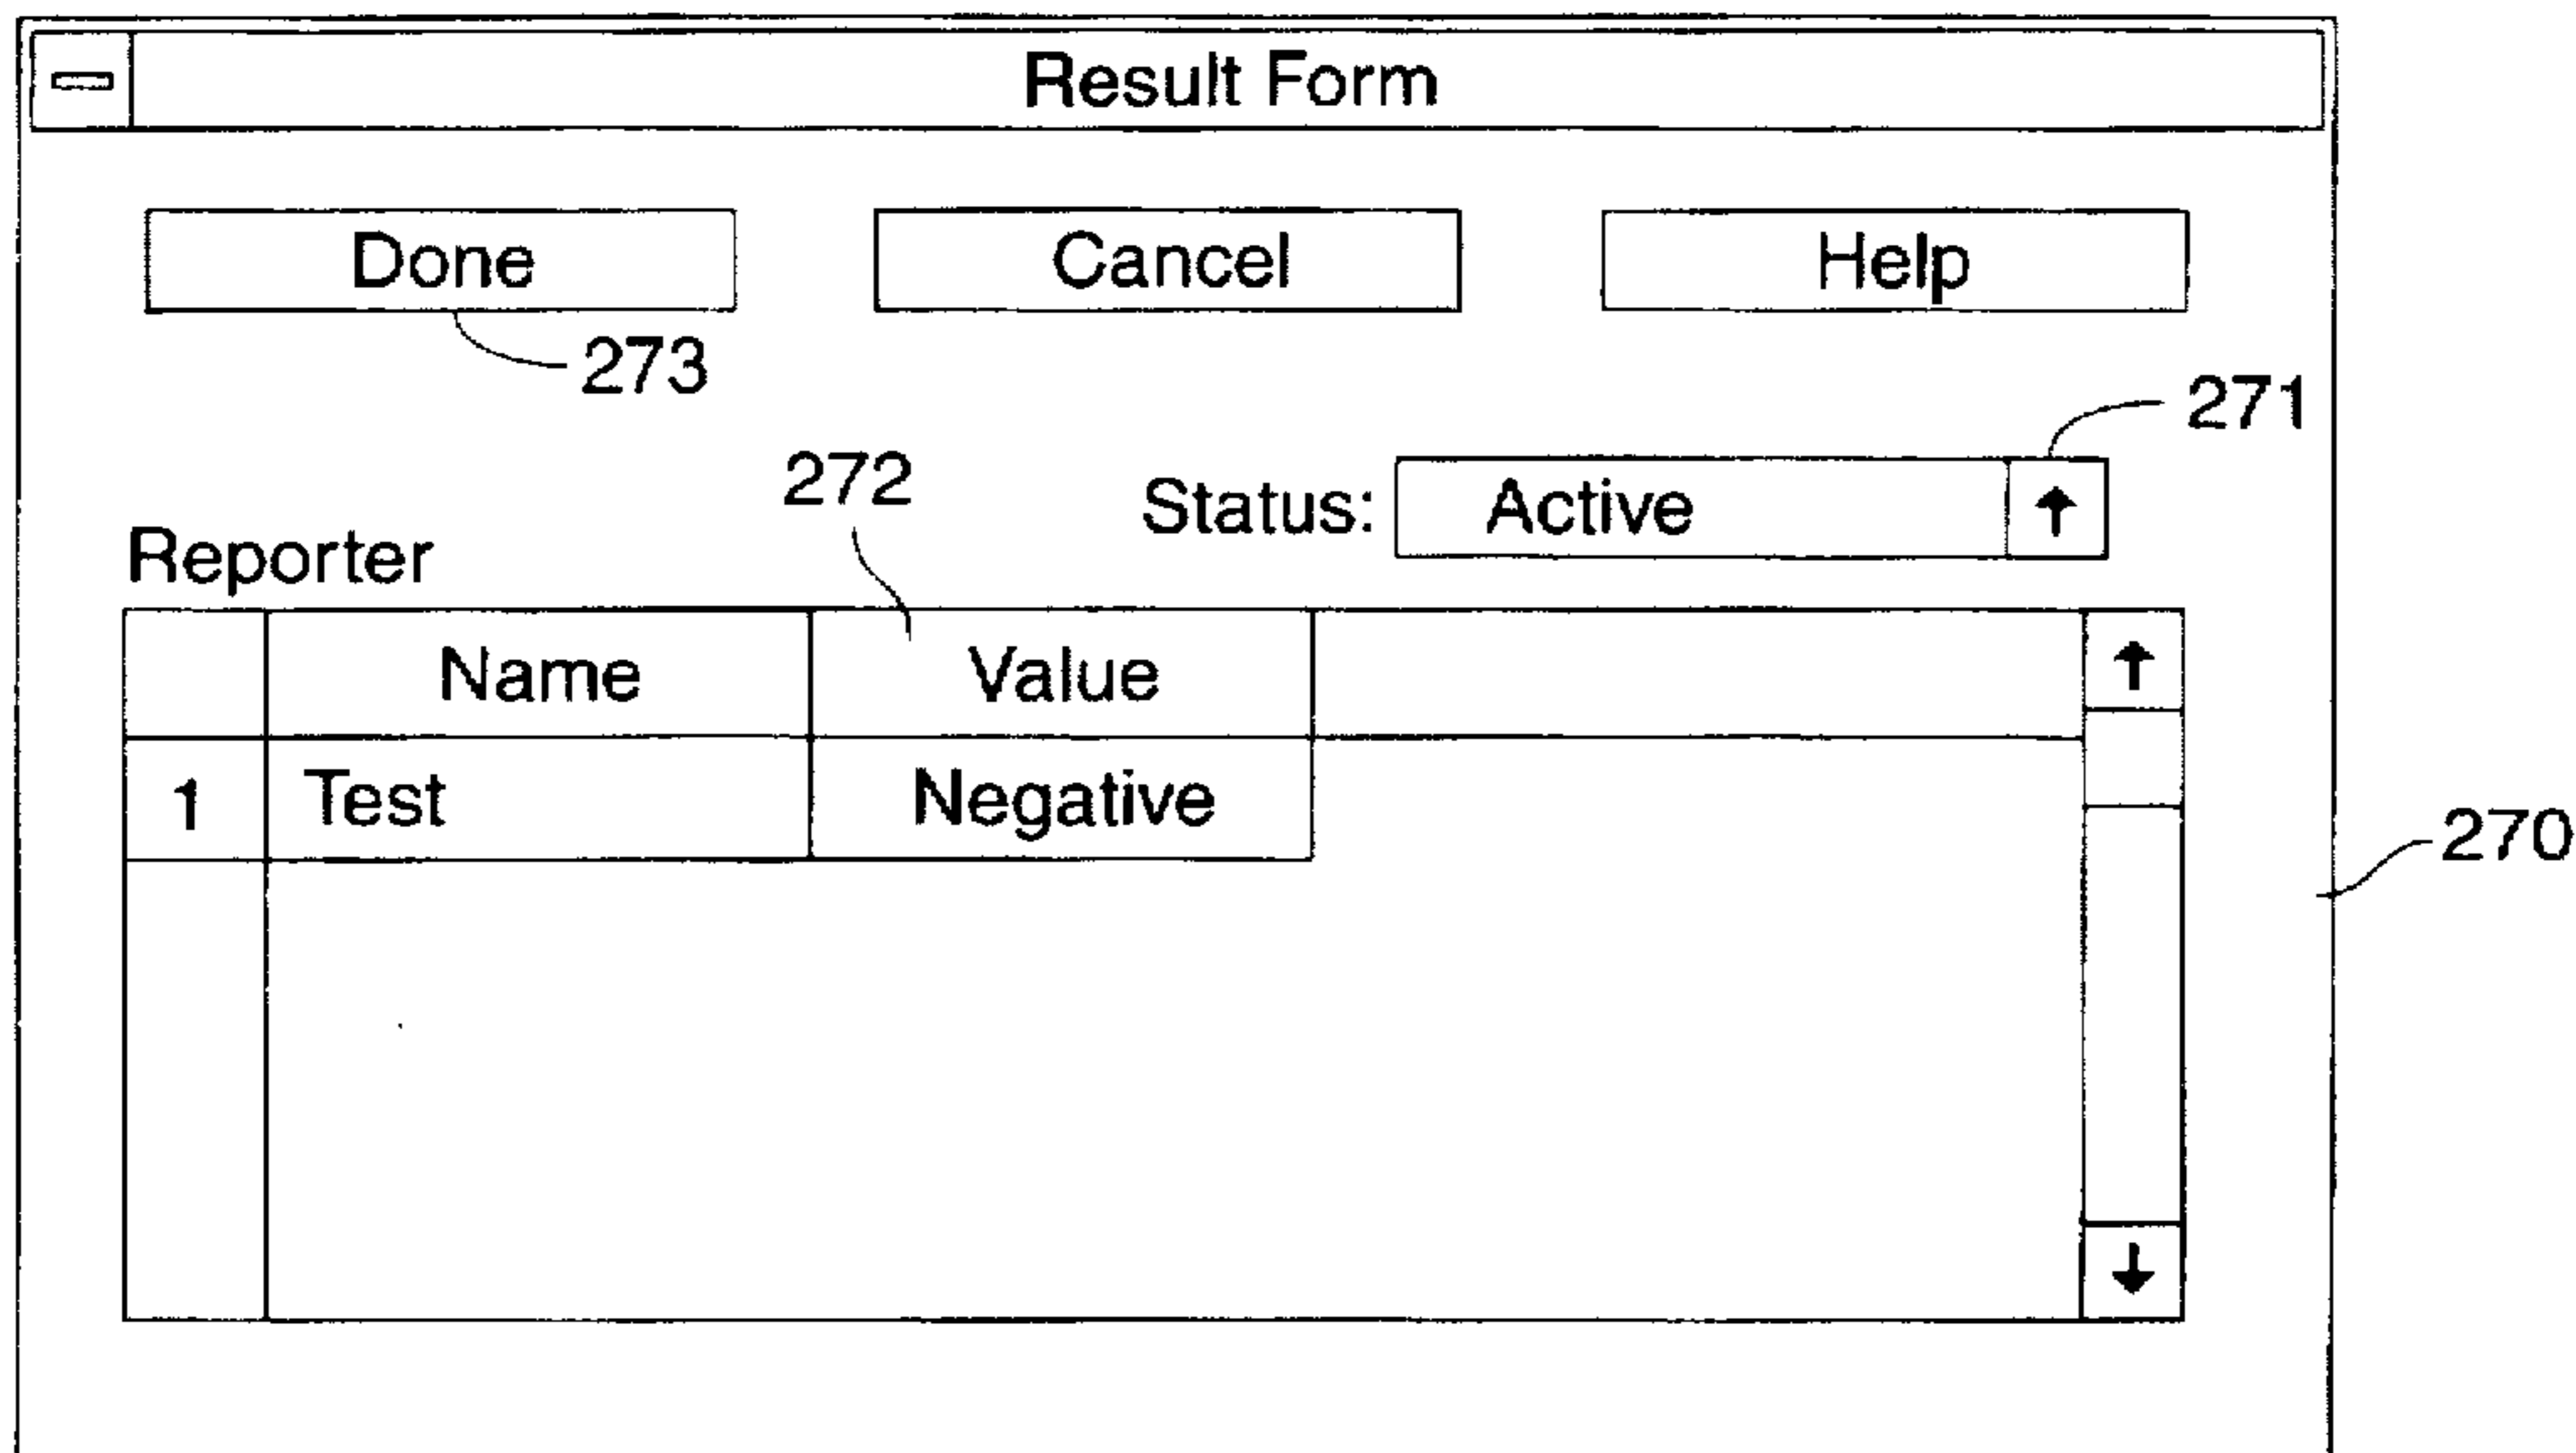 Result Form
Done Cancel Help
273
271
272
Status: Active
Reporter
Name Value
1 Test Negative
270